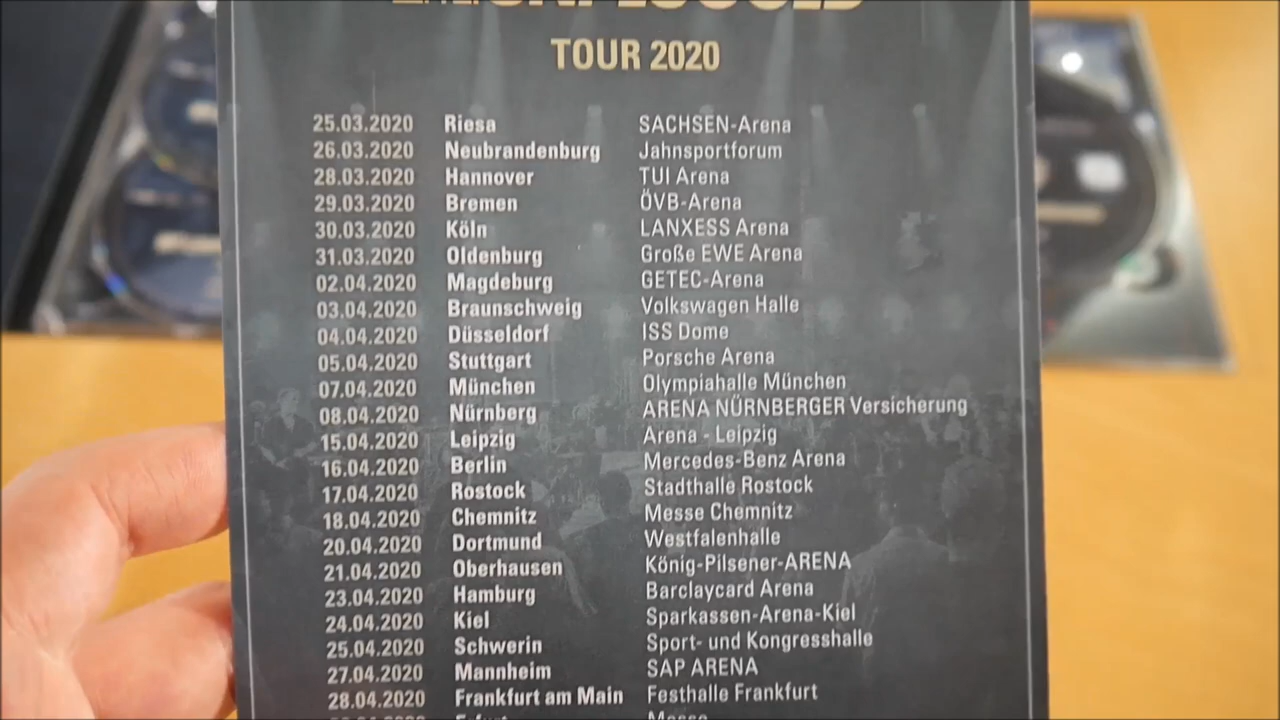 UNPLUGGED
TOUR 2020
25.03.2020 Riesa SACHSEN-Arena
26.03.2020 Neubrandenburg Jahnsportforum
28.03.2020 Hannover TUI Arena
29.03.2020 Bremen ÖVB-Arena
30.03.2020 Köln LANXESS Arena
31.03.2020 Oldenburg Große EWE Arena
02.04.2020 Magdeburg GETEC-Arena
03.04.2020 Braunschweig Volkswagen Halle
04.04.2020 Düsseldorf ISS Dome
05.04.2020 Stuttgart Porsche Arena
07.04.2020 München Olympiahalle München
08.04.2020 Nürnberg ARENA NÜRNBERGER Versicherung
15.04.2020 Leipzig Arena - Leipzig
16.04.2020 Berlin Mercedes-Benz Arena
17.04.2020 Rostock Stadthalle Rostock
18.04.2020 Chemnitz Messe Chemnitz
20.04.2020 Dortmund Westfalenhalle
21.04.2020 Oberhausen König-Pilsener-ARENA
23.04.2020 Hamburg Barclaycard Arena
24.04.2020 Kiel Sparkassen-Arena-Kiel
25.04.2020 Schwerin Sport- und Kongresshalle
27.04.2020 Mannheim SAP ARENA
28.04.2020 Frankfurt am Main Festhalle Frankfurt
Erfurt Messe